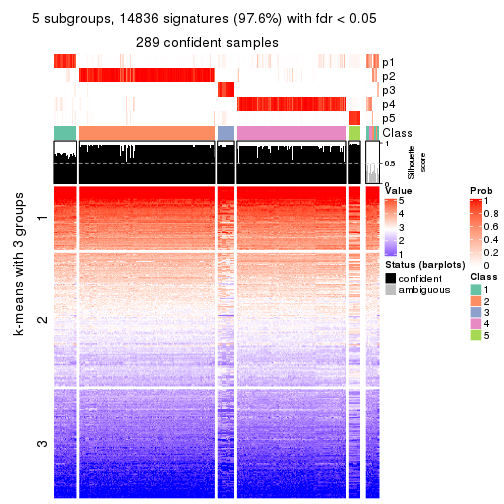 5 subgroups, 14836 signatures (97.6%) with fdr < 0.05
289 confident samples
p1
p2
p3
p4
p5
Class
1
0.5
0
Silhouette
score
k-means with 3 groups
1
2
3
Value
5
4
3
2
1
Status (barplots)
confident
ambiguous
Prob
1
0.8
0.6
0.4
0.2
0
Class
1
2
3
4
5